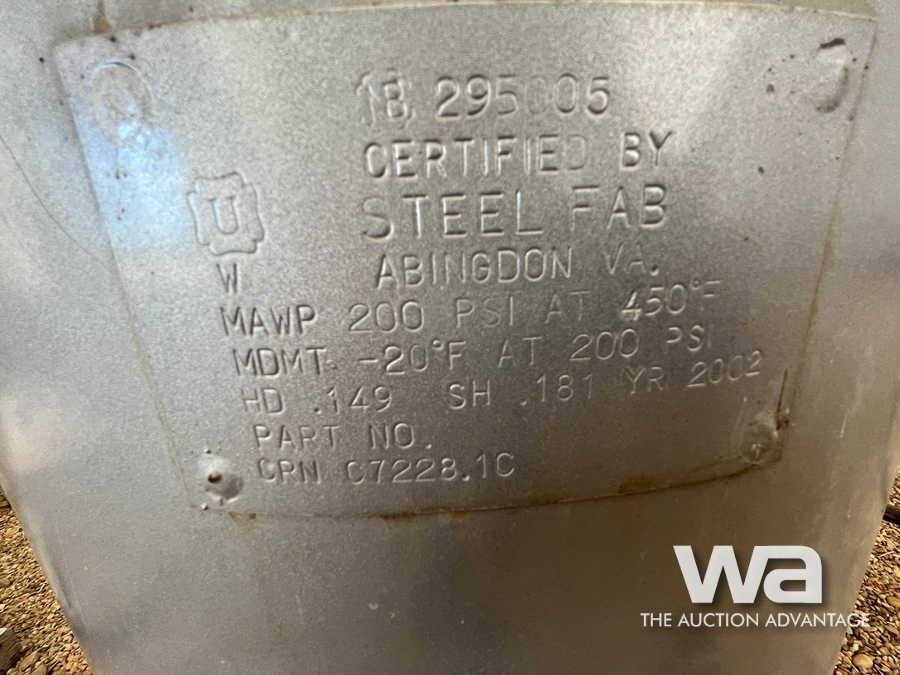 18 295005
CERTIFIED BY
U
STEEL FAB
W ABINGDON VA.
MAWP 200 PSI AT 450°F
MDMT -20°F AT 200 PSI
HD .149 SH .181 YR 2002
PART NO.
CRN C7228.1C
wa
THE AUCTION ADVANTAGE